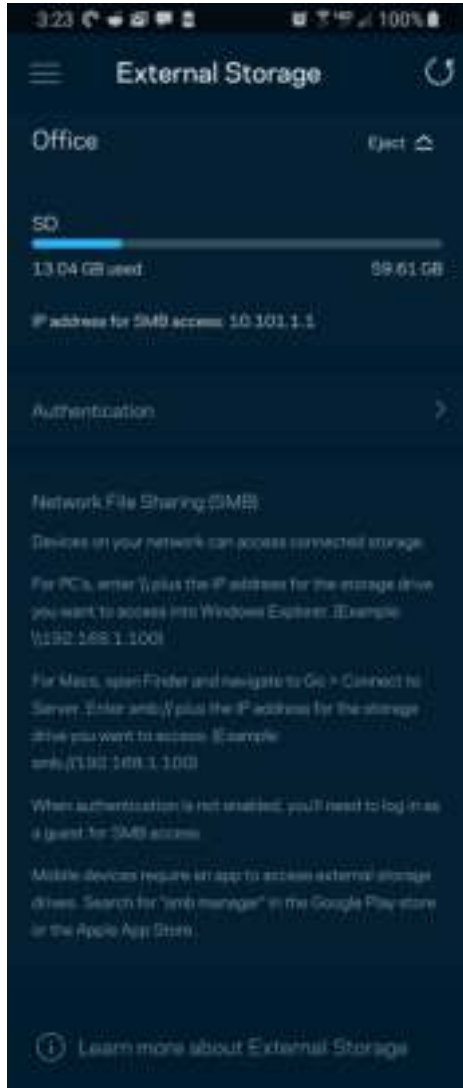 3:23 100%
External Storage
Office Eject
SD
13.04 GB used 59.61 GB
IP address for SMB access: 10.101.1.1
Authentication
Network File Sharing (SMB)
Devices on your network can access connected storage.
For PC's, enter \\ plus the IP address for the storage drive
you want to access into Windows Explorer. (Example:
\\192.168.1.100)
For Macs, open Finder and navigate to Go > Connect to
Server. Enter smb:// plus the IP address for the storage
drive you want to access. (Example:
smb://192.168.1.100)
When authentication is not enabled, you'll need to log in as
a guest for SMB access.
Mobile devices require an app to access external storage
drives. Search for "smb manager" in the Google Play store
or the Apple App Store.
Learn more about External Storage